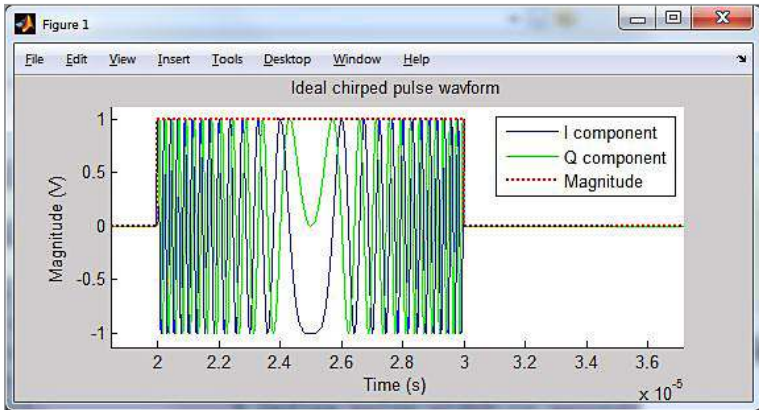 Figure 1
File Edit View Insert Tools Desktop Window Help
Ideal chirped pulse wavform
1
0.5
0
-0.5
-1
Magnitude (V)
I component
Q component
Magnitude
2 2.2 2.4 2.6 2.8 3 3.2 3.4 3.6
Time (s)
x 10⁻⁵